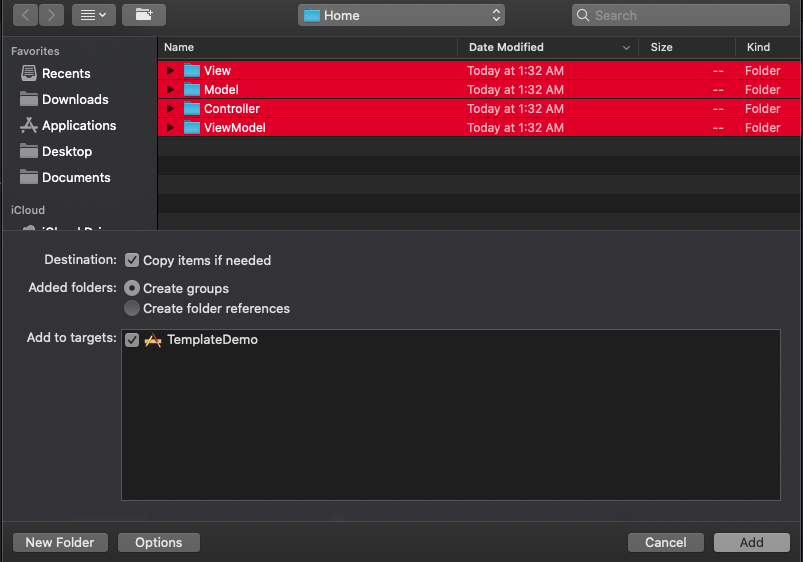 Home
Search
Favorites
Recents
Downloads
Applications
Desktop
Documents
iCloud
Name Date Modified Size Kind
View Today at 1:32 AM -- Folder
Model Today at 1:32 AM -- Folder
Controller Today at 1:32 AM -- Folder
ViewModel Today at 1:32 AM -- Folder
Destination: Copy items if needed
Added folders: Create groups
Create folder references
Add to targets: TemplateDemo
New Folder Options Cancel Add